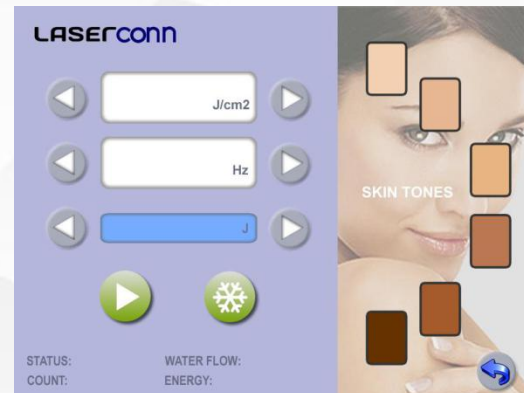 LASERCONN
J/cm2
Hz
SKIN TONES
J
STATUS: WATER FLOW:
COUNT: ENERGY: